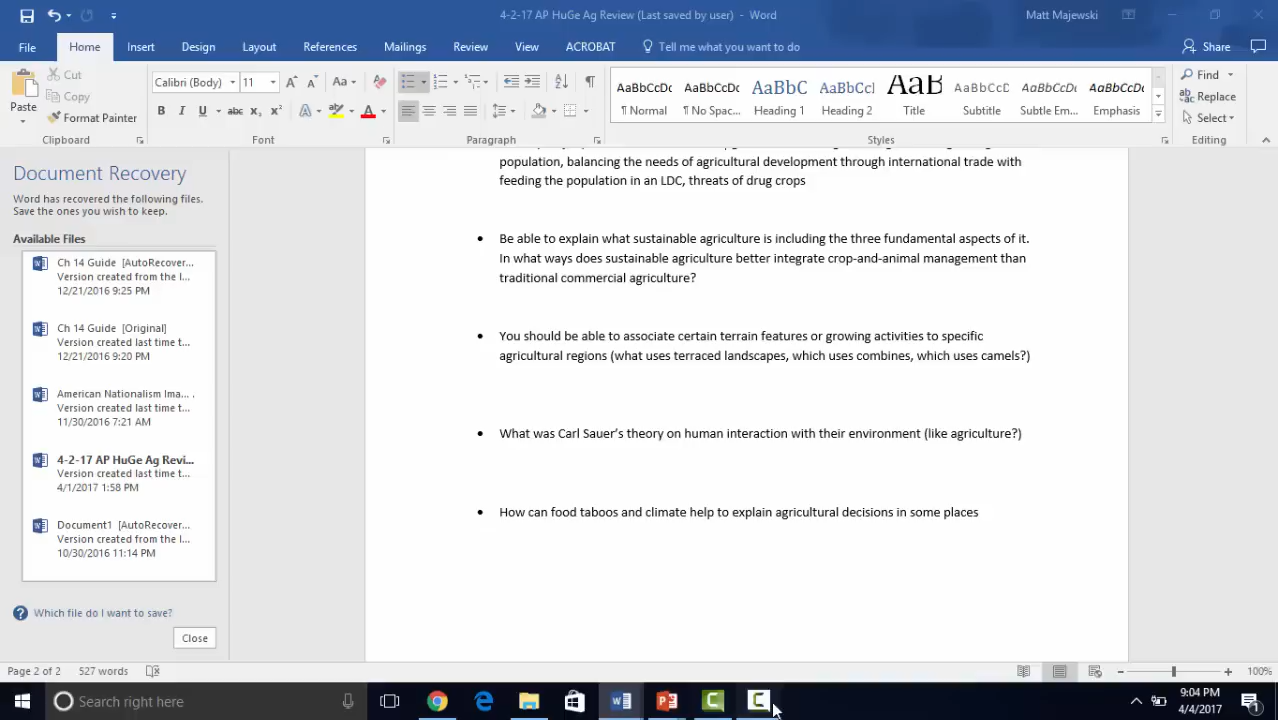 4-2-17 AP HuGe Ag Review (Last saved by user) - Word
Matt Majewski
File Home Insert Design Layout References Mailings Review View ACROBAT Tell me what you want to do Share
Paste
Cut
Copy
Format Painter
Clipboard
Calibri (Body) 11
Font
Paragraph
AaBbCcDc AaBbCcDc AaBbC AaBbCcl AaB AaBbCcDc AaBbCcDc AaBbCcDc
¶ Normal ¶ No Spac... Heading 1 Heading 2 Title Subtitle Subtle Em... Emphasis
Styles
Find
Replace
Select
Editing
Document Recovery
Word has recovered the following files.
Save the ones you wish to keep.
Available Files
Ch 14 Guide [AutoRecover...
Version created from the l...
12/21/2016 9:25 PM
Ch 14 Guide [Original]
12/21/2016 9:20 PM
American Nationalism Ima...
Version created last time t...
11/30/2016 7:21 AM
4-2-17 AP HuGe Ag Revi...
Version created last time t...
4/1/2017 1:58 PM
Document1 [AutoRecover...
Version created from the l...
10/30/2016 11:14 PM
Which file do I want to save?
Close
population, balancing the needs of agricultural development through international trade with
feeding the population in an LDC, threats of drug crops
• Be able to explain what sustainable agriculture is including the three fundamental aspects of it.
In what ways does sustainable agriculture better integrate crop-and-animal management than
traditional commercial agriculture?
• You should be able to associate certain terrain features or growing activities to specific
agricultural regions (what uses terraced landscapes, which uses combines, which uses camels?)
• What was Carl Sauer's theory on human interaction with their environment (like agriculture?)
• How can food taboos and climate help to explain agricultural decisions in some places
Page 2 of 2 527 words
100%
Search right here
9:04 PM
4/4/2017